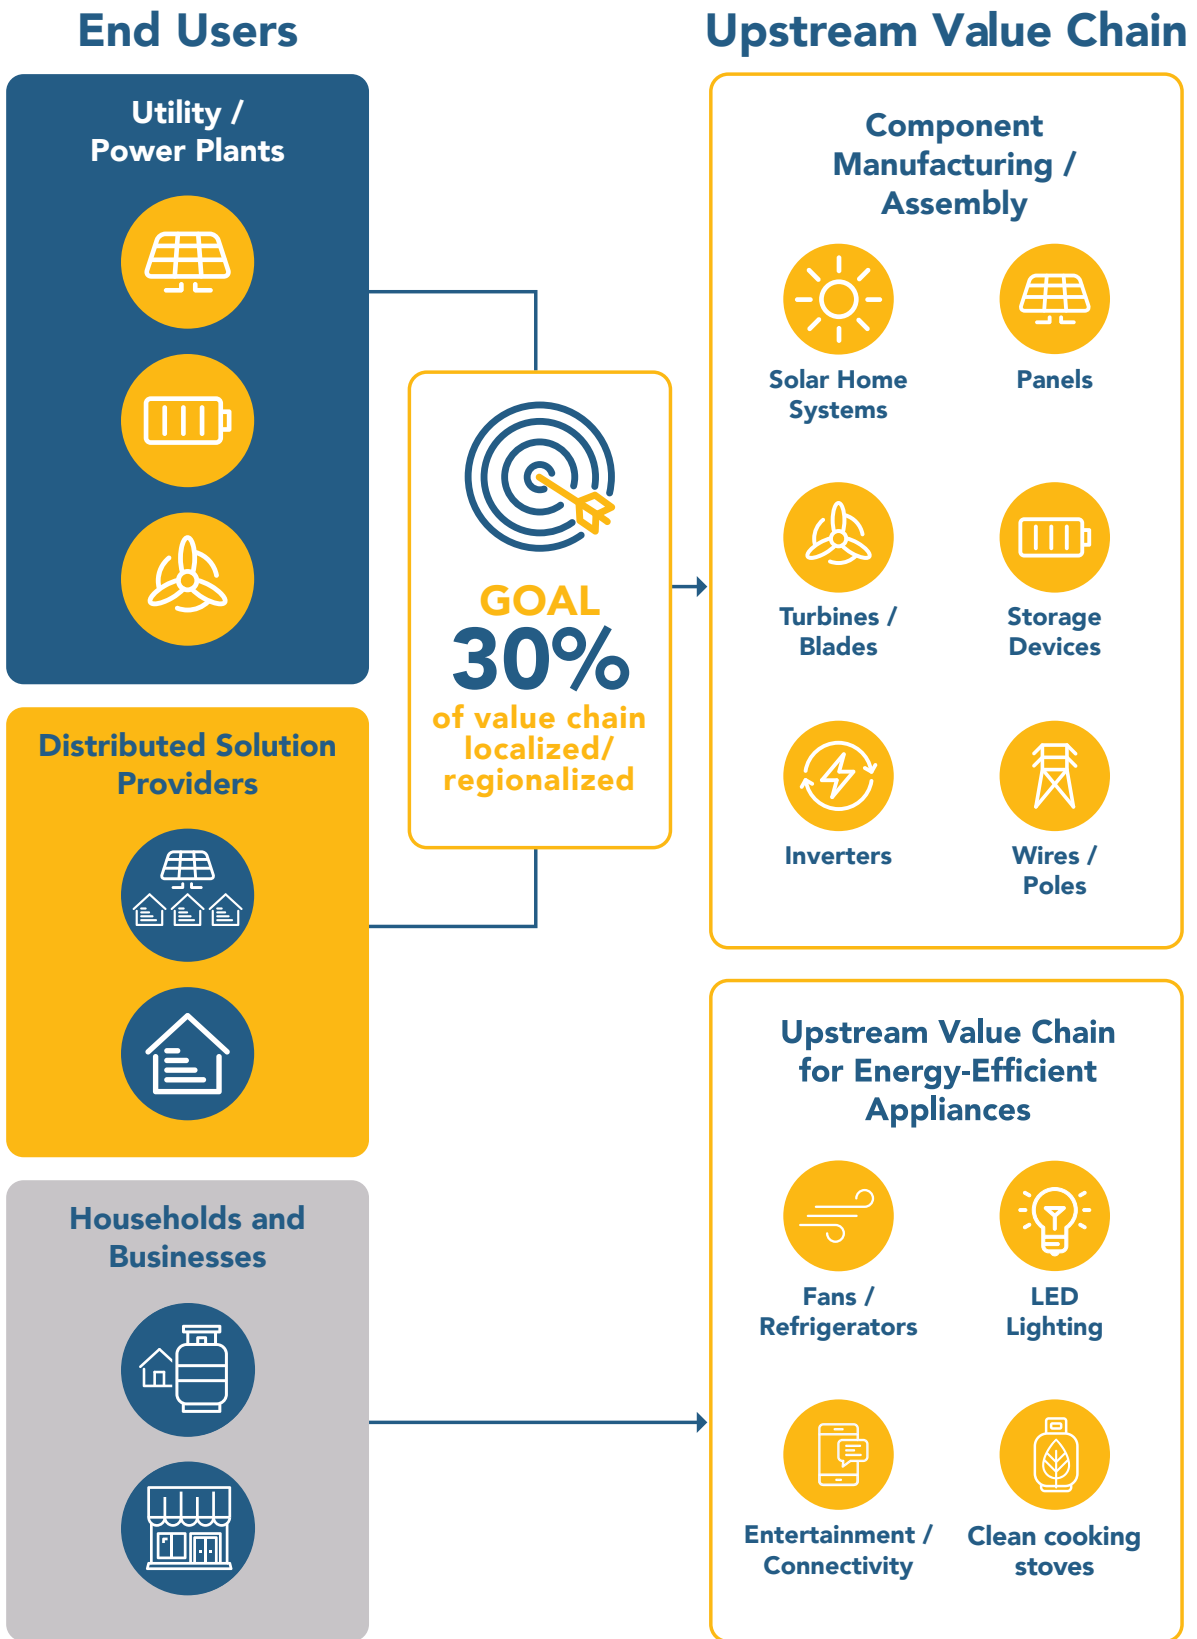 End Users
Utility /
Power Plants
Distributed Solution
Providers
Households and
Businesses
GOAL
30%
of value chain
localized/
regionalized
Upstream Value Chain
Component
Manufacturing /
Assembly
Solar Home
Systems
Panels
Turbines /
Blades
Storage
Devices
Inverters
Wires /
Poles
Upstream Value Chain
for Energy-Efficient
Appliances
Fans /
Refrigerators
LED
Lighting
Entertainment /
Connectivity
Clean cooking
stoves